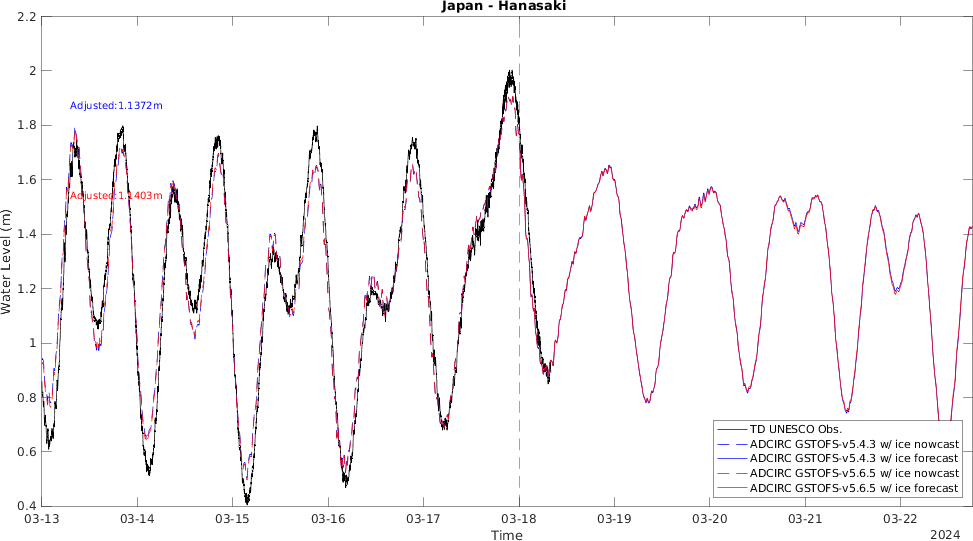 Japan - Hanasaki
2.2
2
1.8
1.6
1.4
1.2
1
0.8
0.6
0.4
Water Level (m)
Adjusted:1.1372m
Adjusted:1.1403m
TD UNESCO Obs.
ADCIRC GSTOFS-v5.4.3 w/ ice nowcast
ADCIRC GSTOFS-v5.4.3 w/ ice forecast
ADCIRC GSTOFS-v5.6.5 w/ ice nowcast
ADCIRC GSTOFS-v5.6.5 w/ ice forecast
03-13 03-14 03-15 03-16 03-17 03-18 03-19 03-20 03-21 03-22
Time
2024